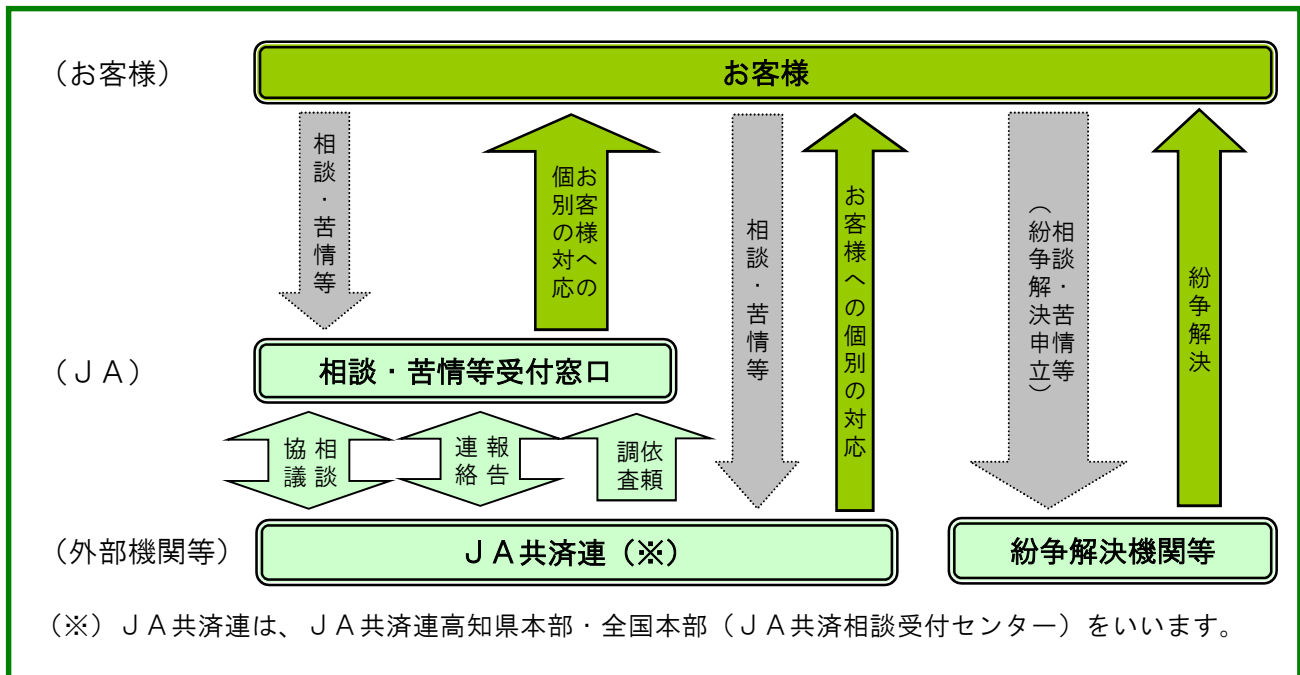 （お客様）
お客様
相談・苦情等
お客様への
個別の対応
相談・苦情等
お客様への個別の対応
相談・苦情等
（紛争解決申立）
紛争解決
（ＪＡ）
相談・苦情等受付窓口
相談
協議
報告
連絡
依頼
調査
（外部機関等）
ＪＡ共済連（※）
紛争解決機関等
（※）ＪＡ共済連は、ＪＡ共済連高知県本部・全国本部（ＪＡ共済相談受付センター）をいいます。